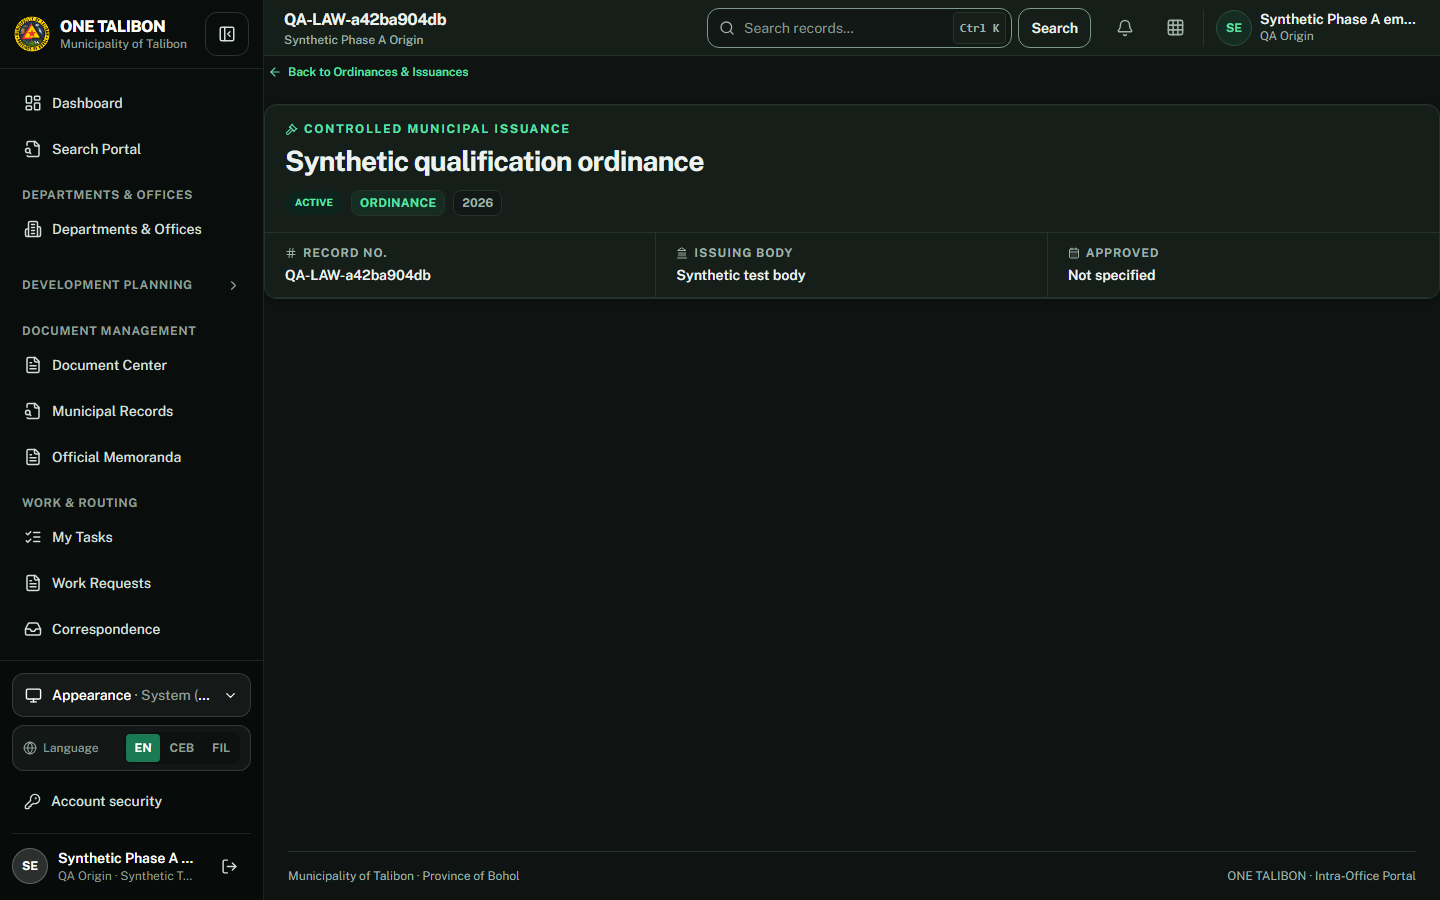 ONE TALIBON
Municipality of Talibon
Dashboard
Search Portal
DEPARTMENTS & OFFICES
Departments & Offices
DEVELOPMENT PLANNING
DOCUMENT MANAGEMENT
Document Center
Municipal Records
Official Memoranda
WORK & ROUTING
My Tasks
Work Requests
Correspondence
Appearance · System (...
Language EN CEB FIL
Account security
SE
Synthetic Phase A ...
QA Origin · Synthetic T...
QA-LAW-a42ba904db
Synthetic Phase A Origin
Search records... Ctrl K
Search
SE
Synthetic Phase A em...
QA Origin
Back to Ordinances & Issuances
CONTROLLED MUNICIPAL ISSUANCE
Synthetic qualification ordinance
ACTIVE ORDINANCE 2026
RECORD NO.
QA-LAW-a42ba904db
ISSUING BODY
Synthetic test body
APPROVED
Not specified
Municipality of Talibon · Province of Bohol
ONE TALIBON · Intra-Office Portal